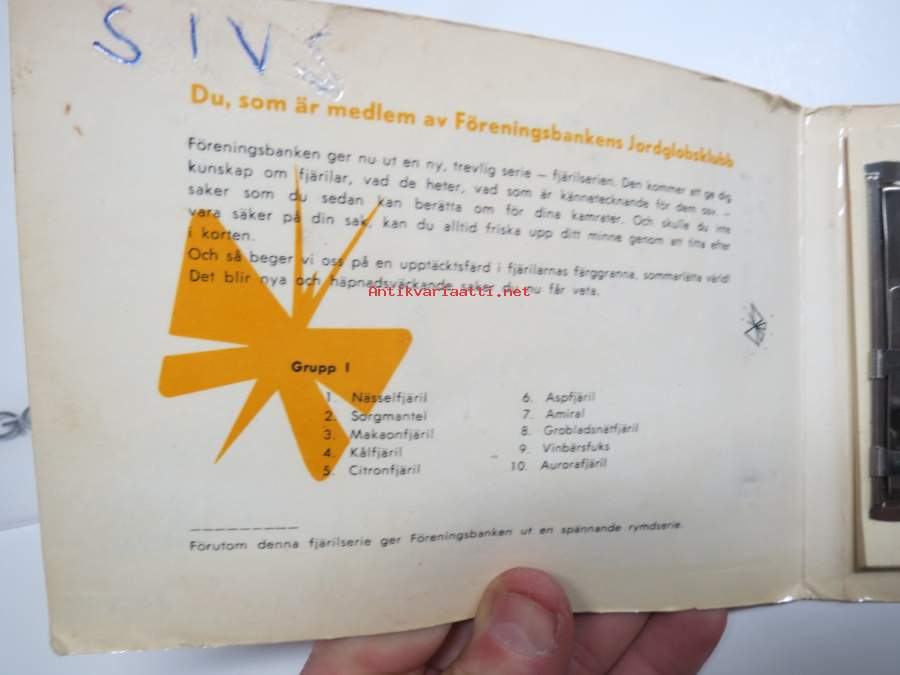 SIVS
Du, som är medlem av Föreningsbankens Jordglobsklubb
Föreningsbanken ger nu ut en ny, trevlig serie – fjärilserien. Den kommer att ge dig
kunskap om fjärilar, vad de heter, vad som är kännetecknande för dem osv. –
saker som du sedan kan berätta om för dina kamrater. Och skulle du inte
vara säker på din sak, kan du alltid friska upp ditt minne genom att titta efter
i korten.
Och så beger vi oss på en upptäcktsfärd i fjärilarnas färggranna, sommarlätta värld!
Det blir nya och häpnadsväckande saker du nu får veta.
Antikvariaatti.net
Grupp I
1. Nässelfjäril
2. Sorgmantel
3. Makaonfjäril
4. Kålfjäril
5. Citronfjäril
6. Aspfjäril
7. Amiral
8. Grobladsnätfjäril
9. Vinbärsfuks
10. Aurorafjäril
Förutom denna fjärilserie ger Föreningsbanken ut en spännande rymdserie.